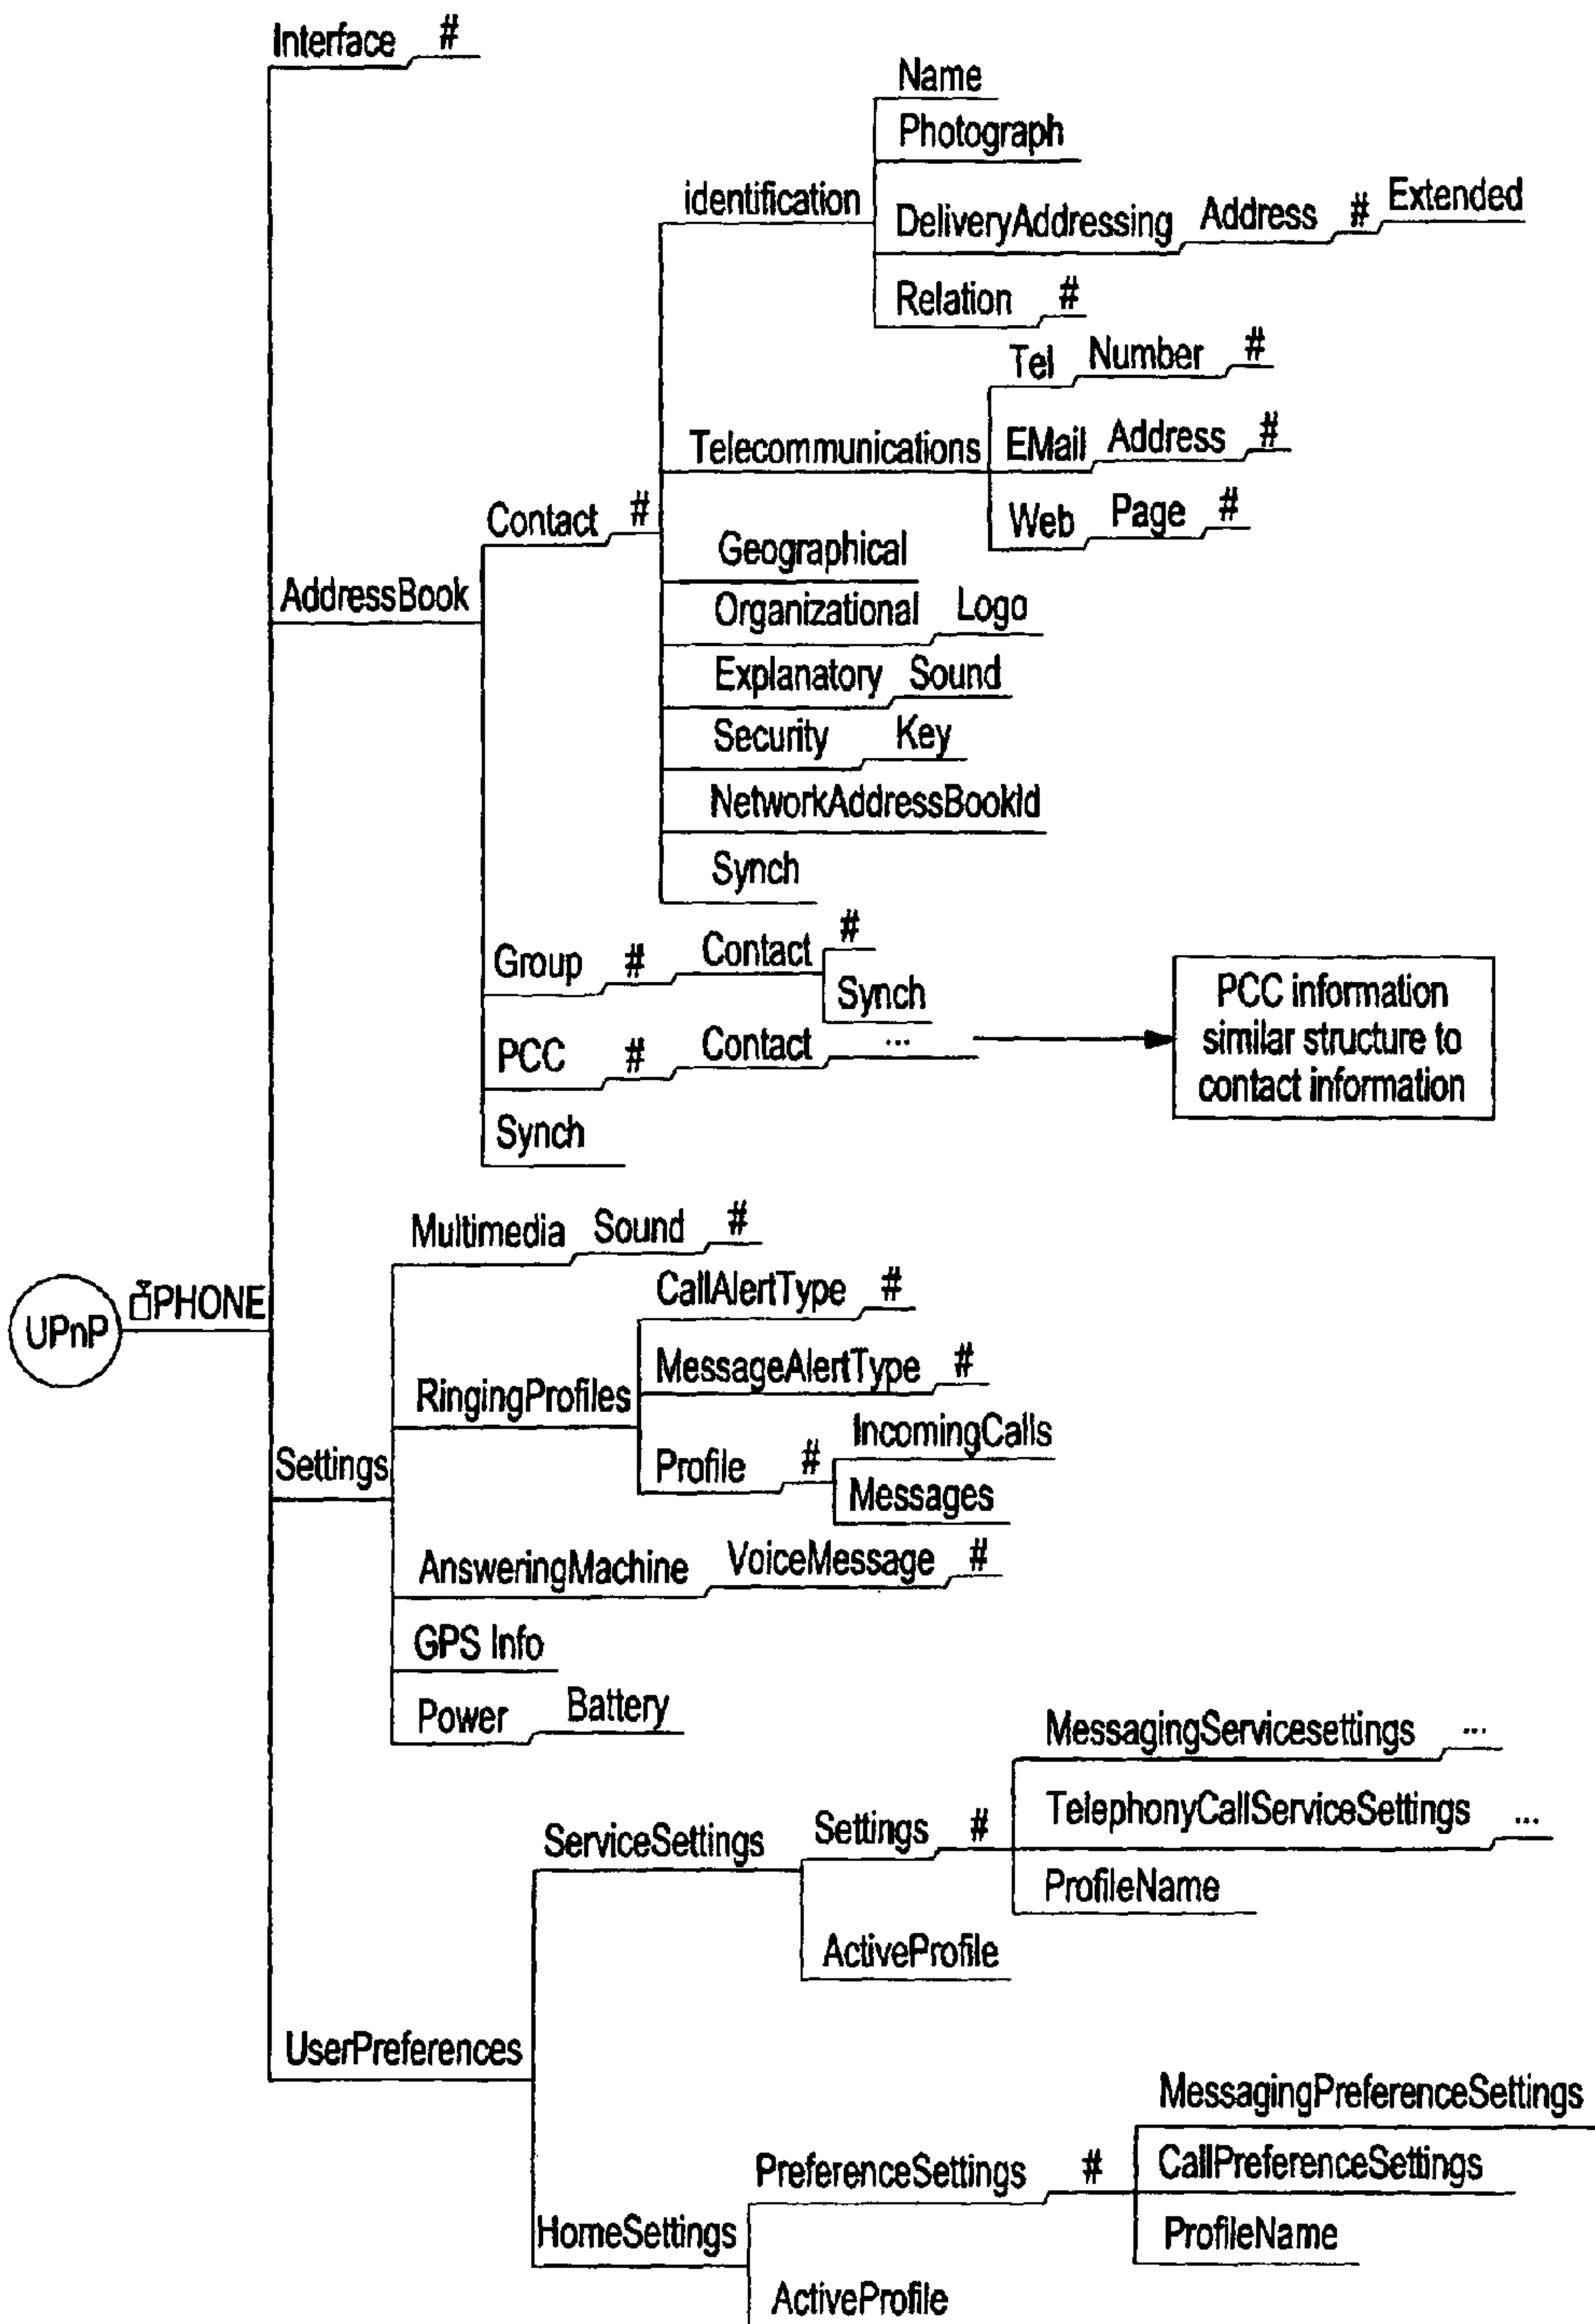 Interface #
Name
Photograph
identification
DeliveryAddressing Address # Extended
Relation #
Tel Number #
Telecommunications
EMail Address #
Web Page #
Contact #
Geographical
AddressBook
Organizational Logo
Explanatory Sound
Security Key
NetworkAddressBookId
Synch
Group # Contact #
Synch
PCC # Contact ...
PCC information
similar structure to
contact information
Synch
Multimedia Sound #
UPnP
PHONE
CallAlertType #
MessageAlertType #
RingingProfiles
Profile #
IncomingCalls
Messages
Settings
AnsweringMachine VoiceMessage #
GPS Info
Power Battery
MessagingServicesettings ...
ServiceSettings
Settings #
TelephonyCallServiceSettings ...
ProfileName
ActiveProfile
UserPreferences
MessagingPreferenceSettings
PreferenceSettings #
CallPreferenceSettings
HomeSettings
ProfileName
ActiveProfile